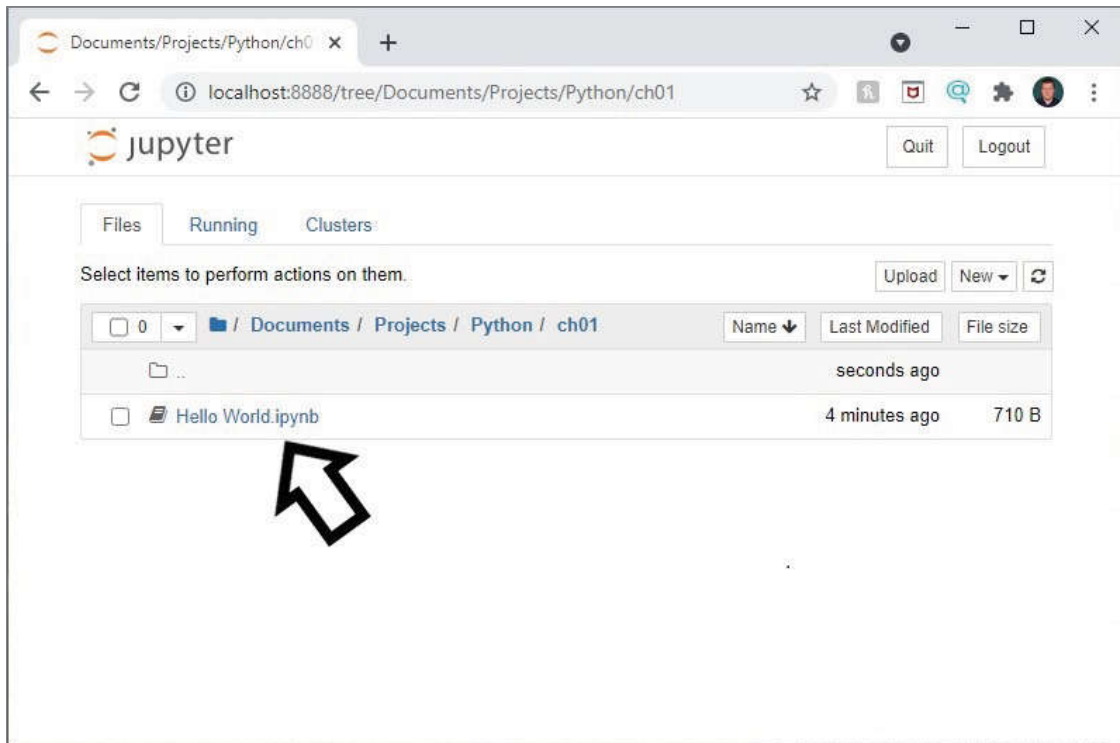 Documents/Projects/Python/ch0
localhost:8888/tree/Documents/Projects/Python/ch01
jupyter
Quit Logout
Files Running Clusters
Select items to perform actions on them.
Upload New
0 / Documents / Projects / Python / ch01 Name Last Modified File size
.. seconds ago
Hello World.ipynb 4 minutes ago 710 B